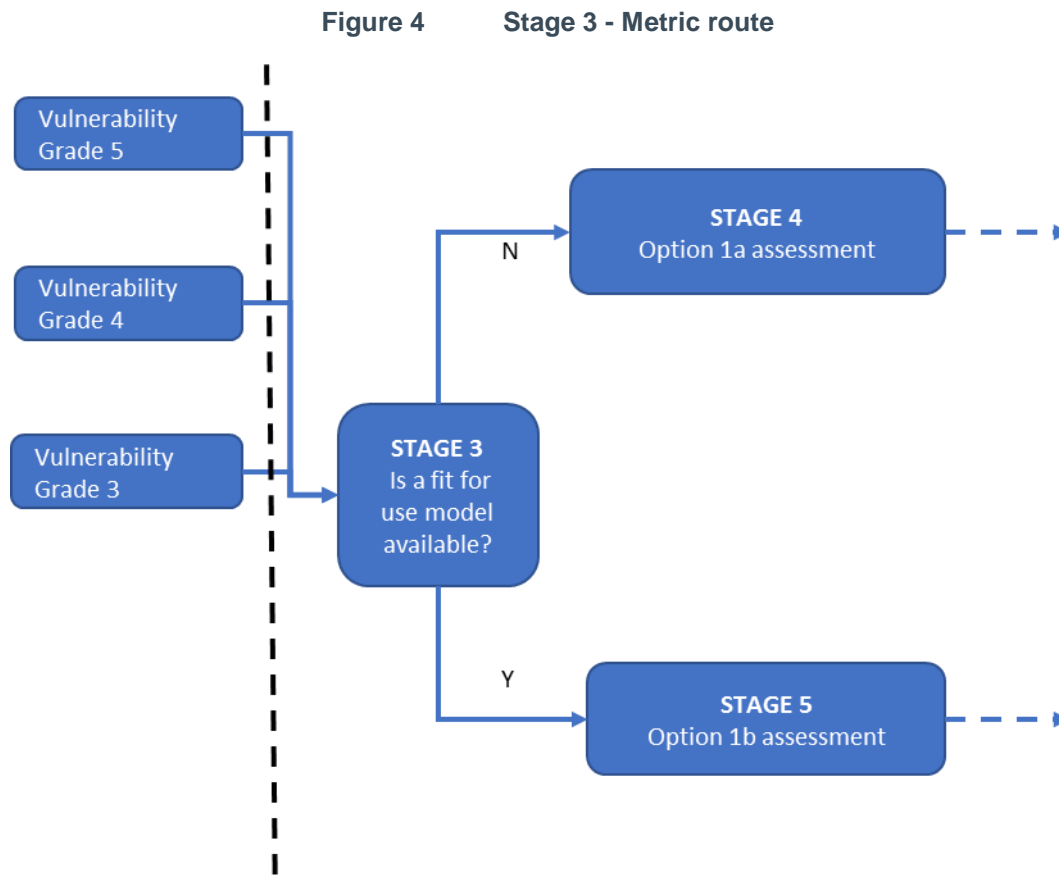 Figure 4 Stage 3 - Metric route
Vulnerability
Grade 5
Vulnerability
Grade 4
Vulnerability
Grade 3
STAGE 3
Is a fit for
use model
available?
N
STAGE 4
Option 1a assessment
Y
STAGE 5
Option 1b assessment